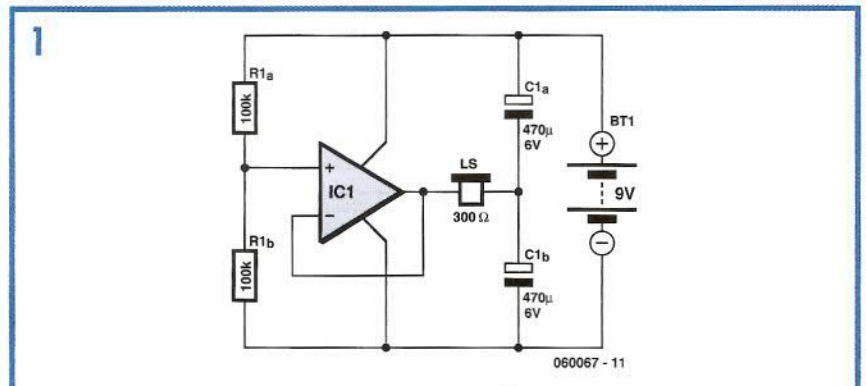 1
R1a
100k
R1b
100k
+
IC1
−
LS
300 Ω
C1a
470µ
6V
C1b
470µ
6V
BT1
+
9V
−
060067 - 11